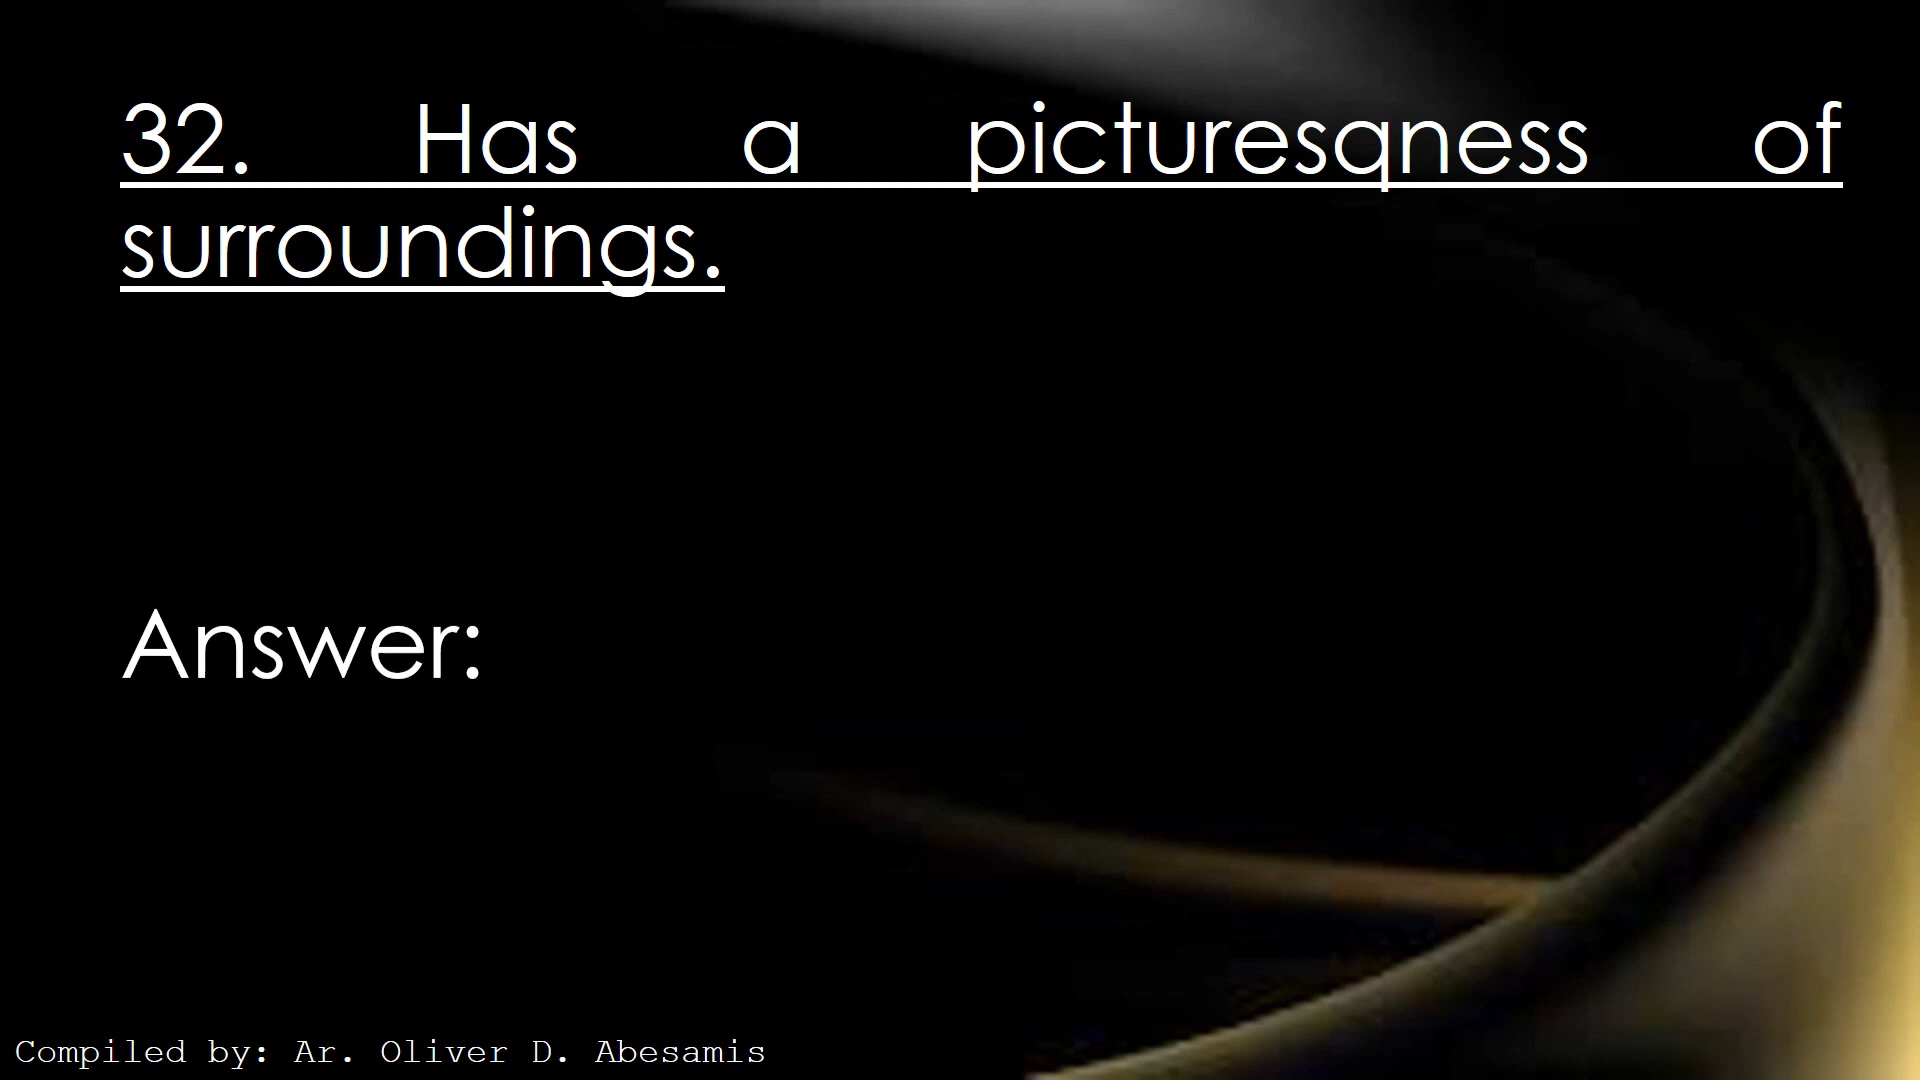 32. Has a picturesqness of
surroundings.
Answer:
Compiled by: Ar. Oliver D. Abesamis